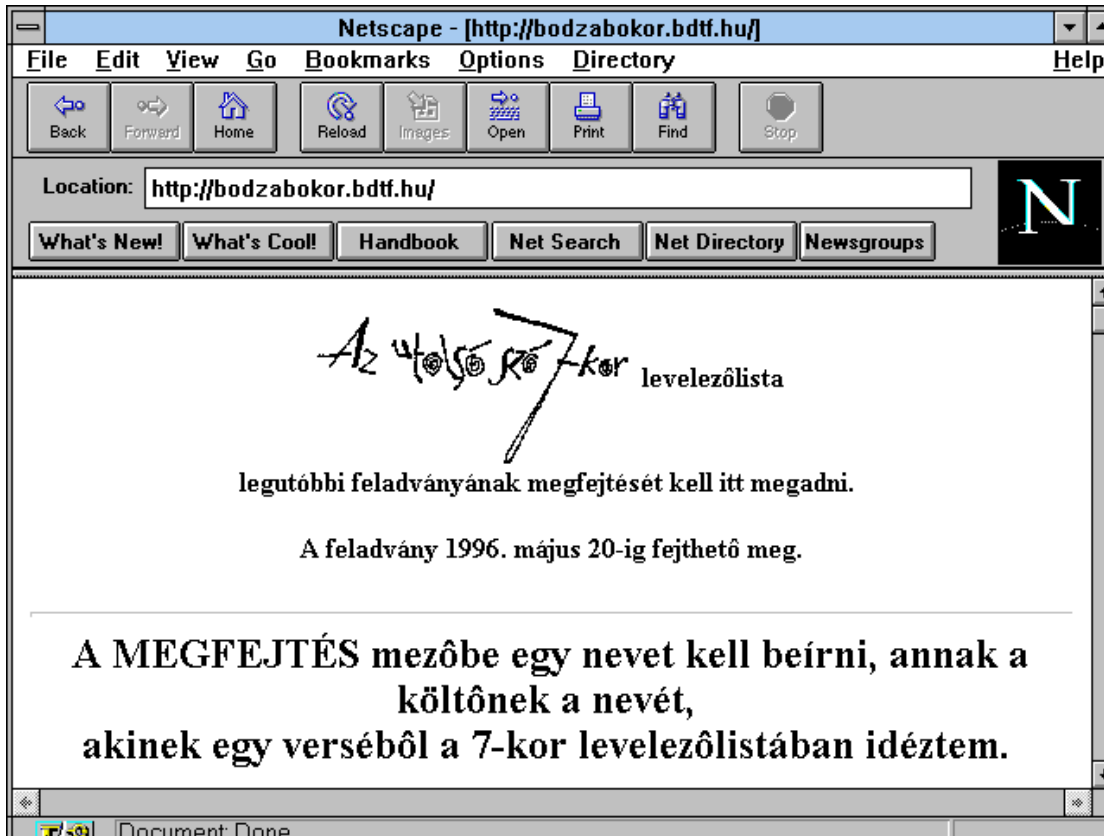 Netscape - [http://bodzabokor.bdtf.hu/]
File Edit View Go Bookmarks Options Directory Help
Back Forward Home Reload Images Open Print Find Stop
Location: http://bodzabokor.bdtf.hu/
N
What's New! What's Cool! Handbook Net Search Net Directory Newsgroups
Az utolsó szó 7-kor levelezôlista
legutóbbi feladványának megfejtését kell itt megadni.
A feladvány 1996. május 20-ig fejthetô meg.
A MEGFEJTÉS mezôbe egy nevet kell beírni, annak a
költônek a nevét,
akinek egy versébôl a 7-kor levelezôlistában idéztem.
Document: Done